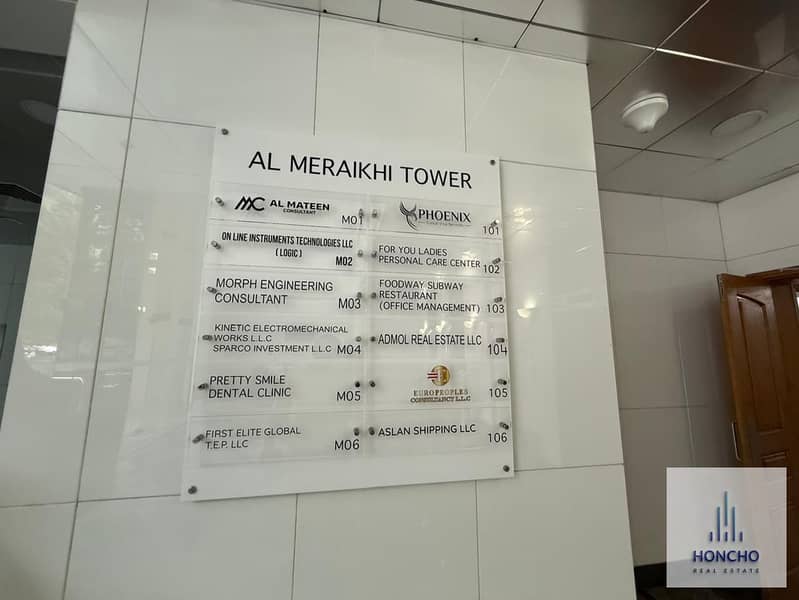 AL MERAIKHI TOWER
MC AL MATEEN
CONSULTANT
M01
PHOENIX
101
ON LINE INSTRUMENTS TECHNOLOGIES LLC
( LOGIC )
M02
FOR YOU LADIES
PERSONAL CARE CENTER
102
MORPH ENGINEERING
CONSULTANT
M03
FOODWAY SUBWAY
RESTAURANT
(OFFICE MANAGEMENT)
103
KINETIC ELECTROMECHANICAL
WORKS L.L.C
SPARCO INVESTMENT L.L.C
M04
ADMOL REAL ESTATE LLC
104
PRETTY SMILE
DENTAL CLINIC
M05
EUROPEOPLES
CONSULTANCY L.L.C
105
FIRST ELITE GLOBAL
T.E.P. LLC
M06
ASLAN SHIPPING LLC
106
HONCHO
REAL ESTATE